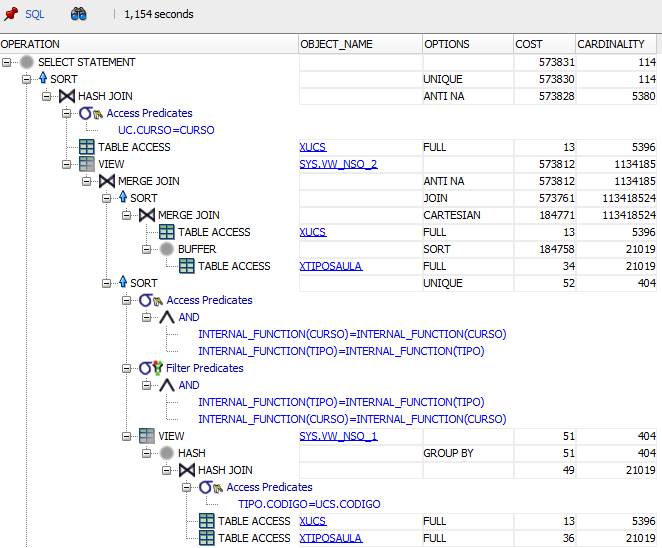 SQL 1,154 seconds
OPERATION OBJECT_NAME OPTIONS COST CARDINALITY
SELECT STATEMENT 573831 114
SORT UNIQUE 573830 114
HASH JOIN ANTI NA 573828 5380
Access Predicates
UC.CURSO=CURSO
TABLE ACCESS XUCS FULL 13 5396
VIEW SYS.VW_NSO_2 573812 1134185
MERGE JOIN ANTI NA 573812 1134185
SORT JOIN 573761 113418524
MERGE JOIN CARTESIAN 184771 113418524
TABLE ACCESS XUCS FULL 13 5396
BUFFER SORT 184758 21019
TABLE ACCESS XTIPOSAULA FULL 34 21019
SORT UNIQUE 52 404
Access Predicates
AND
INTERNAL_FUNCTION(CURSO)=INTERNAL_FUNCTION(CURSO)
INTERNAL_FUNCTION(TIPO)=INTERNAL_FUNCTION(TIPO)
Filter Predicates
AND
INTERNAL_FUNCTION(TIPO)=INTERNAL_FUNCTION(TIPO)
INTERNAL_FUNCTION(CURSO)=INTERNAL_FUNCTION(CURSO)
VIEW SYS.VW_NSO_1 51 404
HASH GROUP BY 51 404
HASH JOIN 49 21019
Access Predicates
TIPO.CODIGO=UCS.CODIGO
TABLE ACCESS XUCS FULL 13 5396
TABLE ACCESS XTIPOSAULA FULL 36 21019